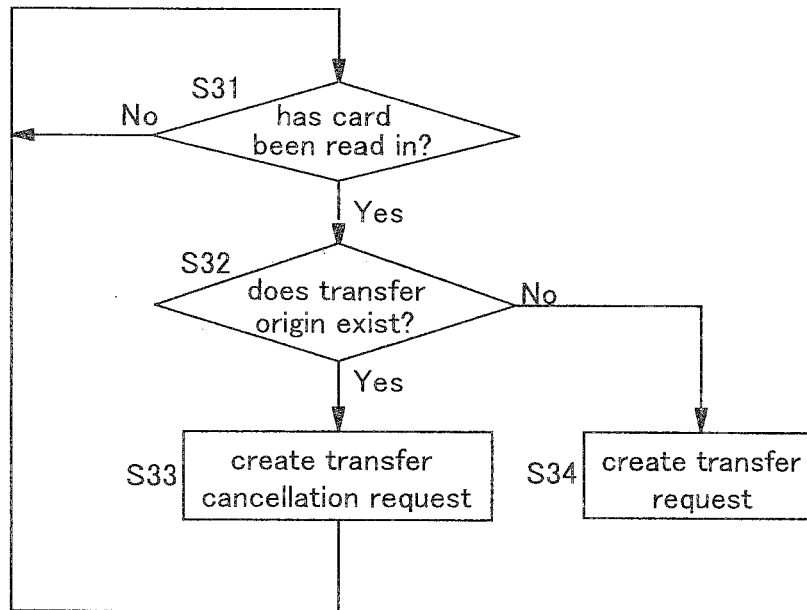 S31
No
has card
been read in?
Yes
S32
does transfer
origin exist?
No
Yes
S33
create transfer
cancellation request
S34
create transfer
request